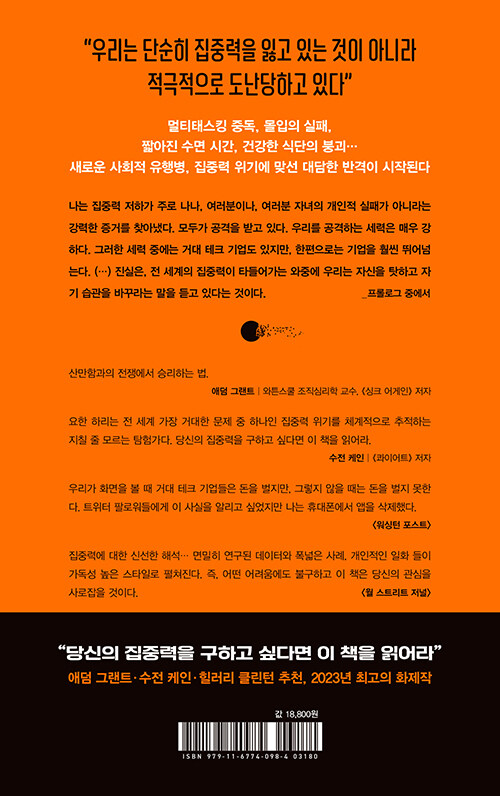 “우리는 단순히 집중력을 잃고 있는 것이 아니라
적극적으로 도난당하고 있다”
멀티태스킹 중독, 몰입의 실패,
짧아진 수면 시간, 건강한 식단의 붕괴…
새로운 사회적 유행병, 집중력 위기에 맞선 대담한 반격이 시작된다
나는 집중력 저하가 주로 나나, 여러분이나, 여러분 자녀의 개인적 실패가 아니라는
강력한 증거를 찾아냈다. 모두가 공격을 받고 있다. 우리를 공격하는 세력은 매우 강
하다. 그러한 세력 중에는 거대 테크 기업도 있지만, 한편으로는 기업을 훨씬 뛰어넘
는다. (…) 진실은, 전 세계의 집중력이 타들어가는 와중에 우리는 자신을 탓하고 자
기 습관을 바꾸라는 말을 듣고 있다는 것이다. _프롤로그 중에서
산만함과의 전쟁에서 승리하는 법.
애덤 그랜트 | 와튼스쿨 조직심리학 교수, 《싱크 어게인》 저자
요한 하리는 전 세계 가장 거대한 문제 중 하나인 집중력 위기를 체계적으로 추적하는
지칠 줄 모르는 탐험가다. 당신의 집중력을 구하고 싶다면 이 책을 읽어라.
수전 케인 | 《콰이어트》 저자
우리가 화면을 볼 때 거대 테크 기업들은 돈을 벌지만, 그렇지 않을 때는 돈을 벌지 못한
다. 트위터 팔로워들에게 이 사실을 알리고 싶었지만 나는 휴대폰에서 앱을 삭제했다.
〈워싱턴 포스트〉
집중력에 대한 신선한 해석… 면밀히 연구된 데이터와 폭넓은 사례, 개인적인 일화 들이
가독성 높은 스타일로 펼쳐진다. 즉, 어떤 어려움에도 불구하고 이 책은 당신의 관심을
사로잡을 것이다. 〈월 스트리트 저널〉
“당신의 집중력을 구하고 싶다면 이 책을 읽어라”
애덤 그랜트·수전 케인·힐러리 클린턴 추천, 2023년 최고의 화제작
값 18,800원
ISBN 979-11-6774-098-4 03180